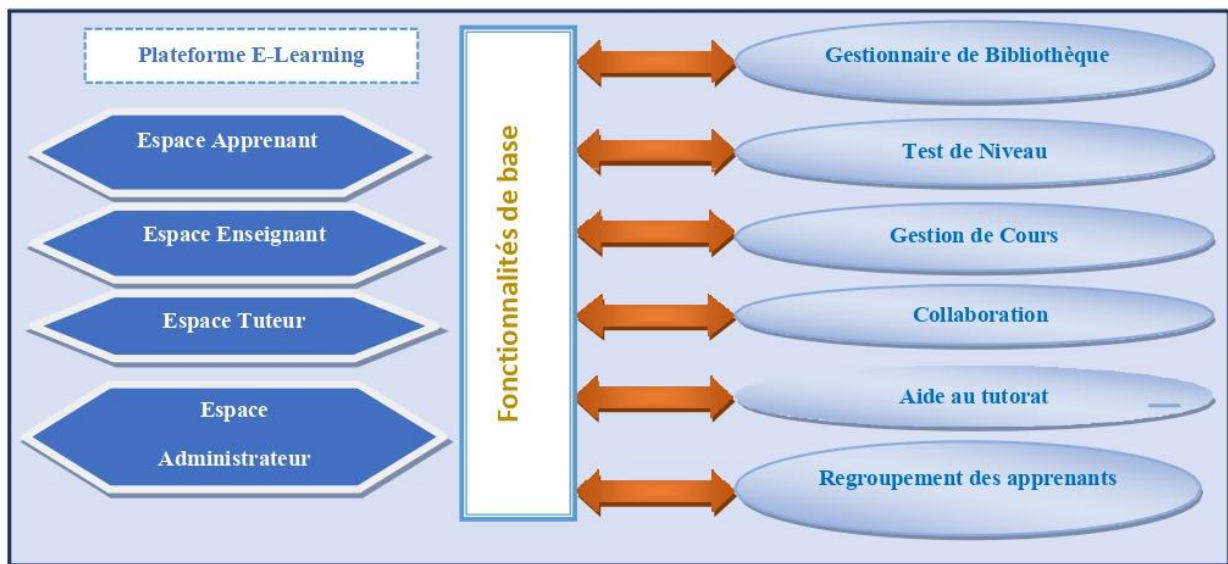 Plateforme E-Learning
Espace Apprenant
Espace Enseignant
Espace Tuteur
Espace
Administrateur
Fonctionnalités de base
Gestionnaire de Bibliothèque
Test de Niveau
Gestion de Cours
Collaboration
Aide au tutorat
Regroupement des apprenants